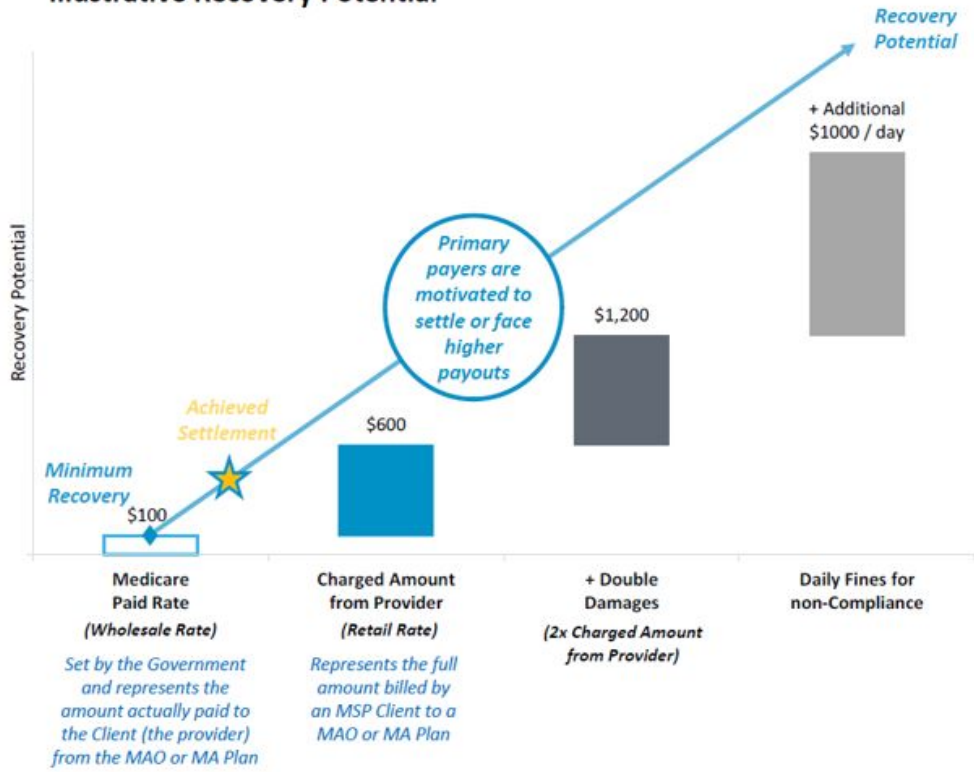 Illustrative Recovery Potential
Recovery
Potential
+ Additional
$1000 / day
Recovery Potential
Primary
payers are
motivated to
settle or face
higher
payouts
$1,200
Achieved
Settlement
$600
Minimum
Recovery
$100
Medicare
Paid Rate
(Wholesale Rate)
Set by the Government
and represents the
amount actually paid to
the Client (the provider)
from the MAO or MA Plan
Charged Amount
from Provider
(Retail Rate)
Represents the full
amount billed by
an MSP Client to a
MAO or MA Plan
+ Double
Damages
(2x Charged Amount
from Provider)
Daily Fines for
non-Compliance